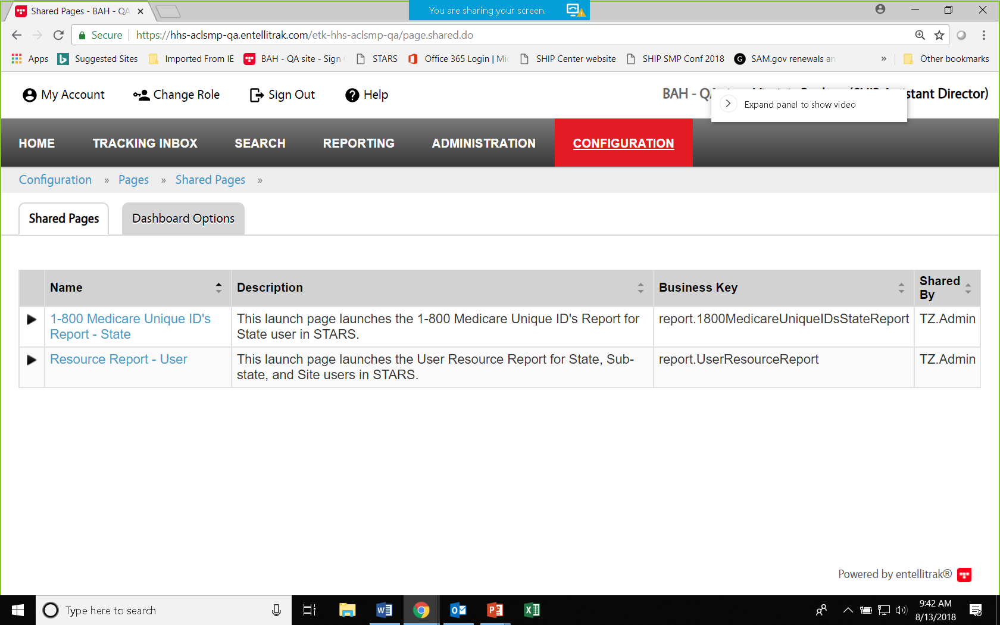 Shared Pages - BAH - QA
You are sharing your screen.
Secure
https://hhs-aclsmp-qa.entellitrak.com/etk-hhs-aclsmp-qa/page.shared.do
Apps Suggested Sites Imported From IE BAH - QA site - Sign STARS Office 365 Login | Mic SHIP Center website SHIP SMP Conf 2018 SAM.gov renewals an » Other bookmarks
My Account Change Role Sign Out Help
BAH - QA stant Director)
Expand panel to show video
HOME TRACKING INBOX SEARCH REPORTING ADMINISTRATION CONFIGURATION
Configuration » Pages » Shared Pages »
Shared Pages Dashboard Options
Name Description Business Key Shared By
1-800 Medicare Unique ID's Report - State
This launch page launches the 1-800 Medicare Unique ID's Report for
State user in STARS.
report.1800MedicareUniqueIDsStateReport
TZ.Admin
Resource Report - User
This launch page launches the User Resource Report for State, Sub-
state, and Site users in STARS.
report.UserResourceReport
TZ.Admin
Powered by entellitrak®
Type here to search
9:42 AM
8/13/2018